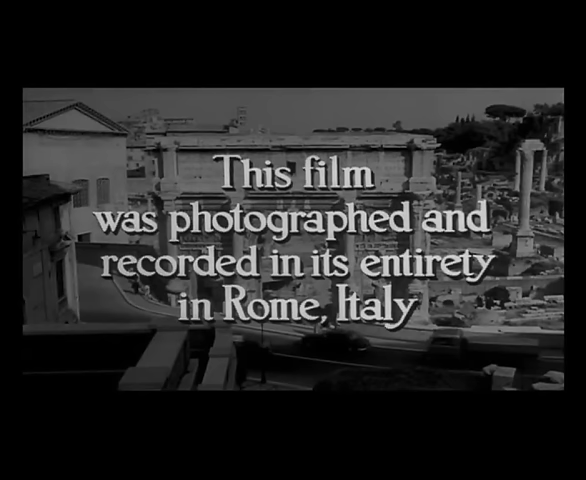 This film
was photographed and
recorded in its entirety
in Rome, Italy